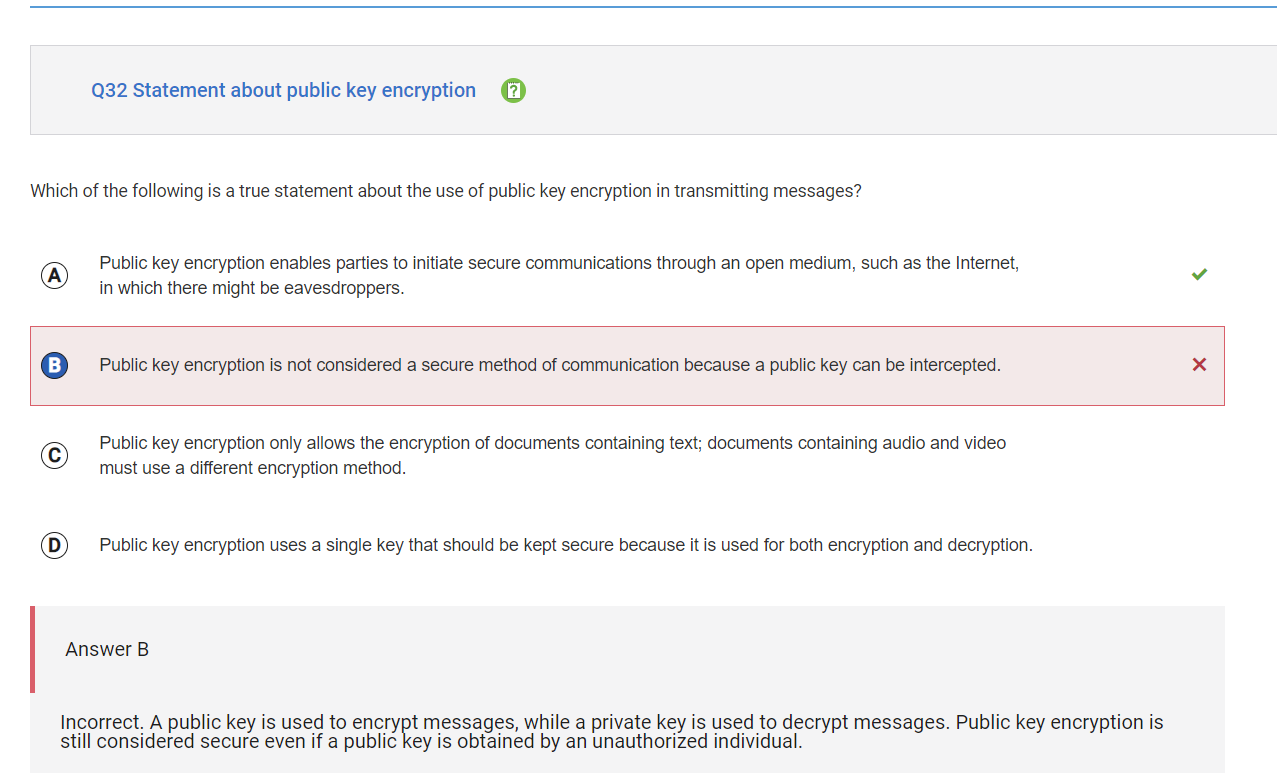 Q32 Statement about public key encryption ?
Which of the following is a true statement about the use of public key encryption in transmitting messages?
A Public key encryption enables parties to initiate secure communications through an open medium, such as the Internet,
in which there might be eavesdroppers.
B Public key encryption is not considered a secure method of communication because a public key can be intercepted.
C Public key encryption only allows the encryption of documents containing text; documents containing audio and video
must use a different encryption method.
D Public key encryption uses a single key that should be kept secure because it is used for both encryption and decryption.
Answer B
Incorrect. A public key is used to encrypt messages, while a private key is used to decrypt messages. Public key encryption is
still considered secure even if a public key is obtained by an unauthorized individual.